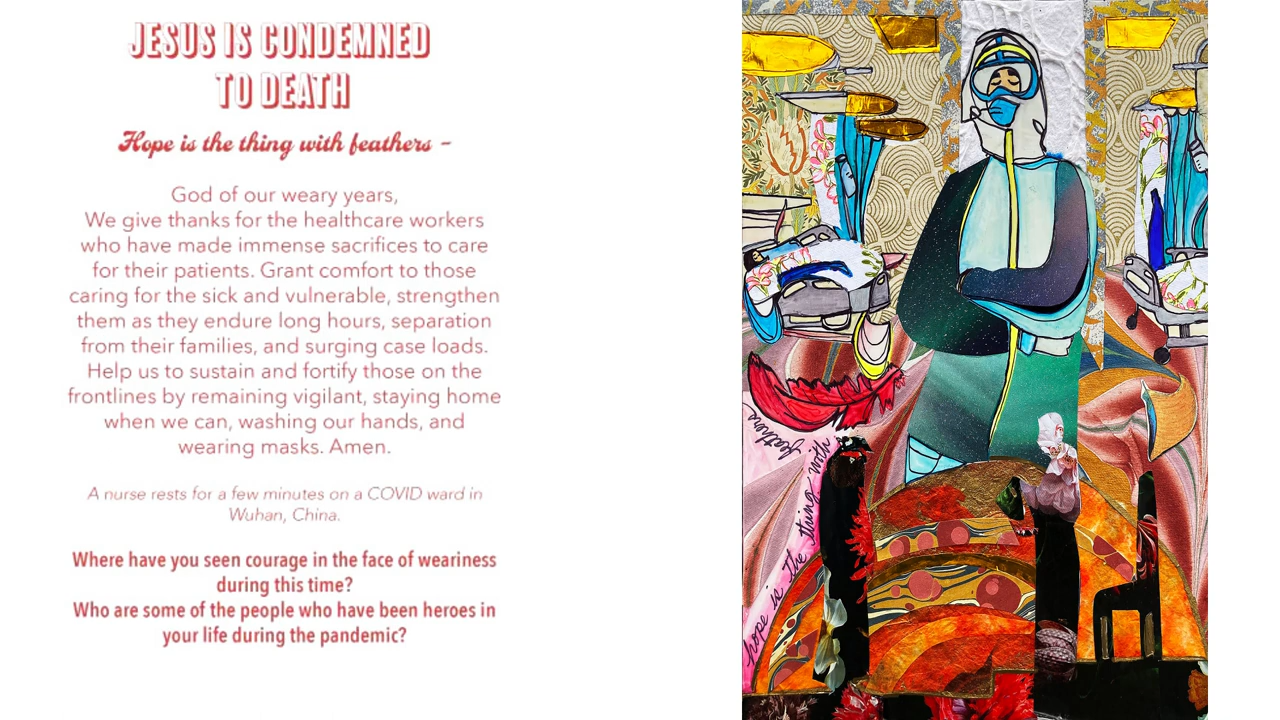 JESUS IS CONDEMNED
TO DEATH
Hope is the thing with feathers –
God of our weary years,
We give thanks for the healthcare workers
who have made immense sacrifices to care
for their patients. Grant comfort to those
caring for the sick and vulnerable, strengthen
them as they endure long hours, separation
from their families, and surging case loads.
Help us to sustain and fortify those on the
frontlines by remaining vigilant, staying home
when we can, washing our hands, and
wearing masks. Amen.
A nurse rests for a few minutes on a COVID ward in
Wuhan, China.
Where have you seen courage in the face of weariness
during this time?
Who are some of the people who have been heroes in
your life during the pandemic?
hope is the thing with
feathers